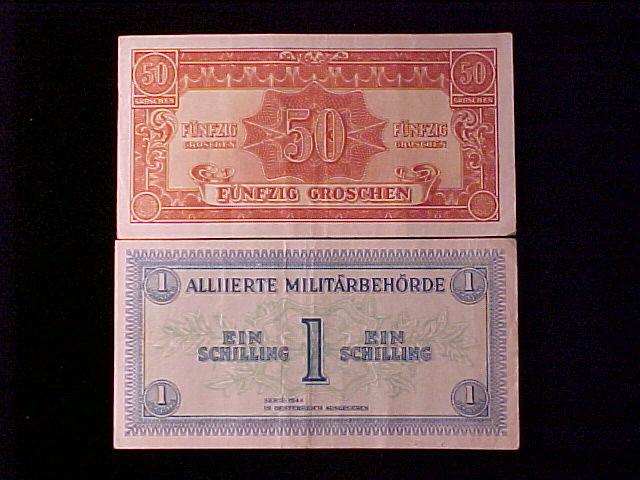 50 50
GROSCHEN GROSCHEN
FÜNFZIG 50 FÜNFZIG
GROSCHEN GROSCHEN
FÜNFZIG GROSCHEN
1 ALLIIERTE MILITÄRBEHÖRDE 1
EIN 1 EIN
SCHILLING SCHILLING
SERIE 1944
1 IN OESTERREICH AUSGEGEBEN 1